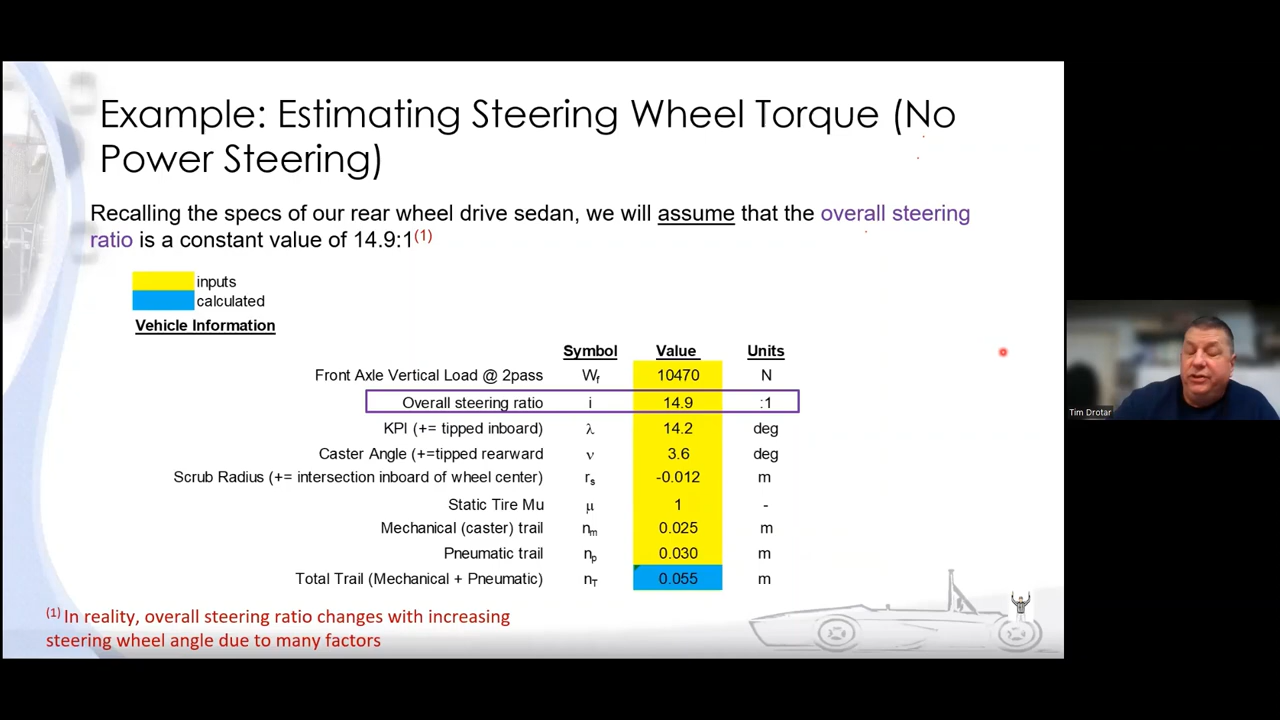 Example: Estimating Steering Wheel Torque (No
Power Steering)
Recalling the specs of our rear wheel drive sedan, we will assume that the overall steering
ratio is a constant value of 14.9:1(1)
inputs
calculated
Vehicle Information
Symbol Value Units
Front Axle Vertical Load @ 2pass Wf 10470 N
Overall steering ratio i 14.9 :1
KPI (+= tipped inboard) λ 14.2 deg
Caster Angle (+=tipped rearward ν 3.6 deg
Scrub Radius (+= intersection inboard of wheel center) rs -0.012 m
Static Tire Mu μ 1 -
Mechanical (caster) trail nm 0.025 m
Pneumatic trail np 0.030 m
Total Trail (Mechanical + Pneumatic) nT 0.055 m
(1) In reality, overall steering ratio changes with increasing
steering wheel angle due to many factors
Tim Drotar